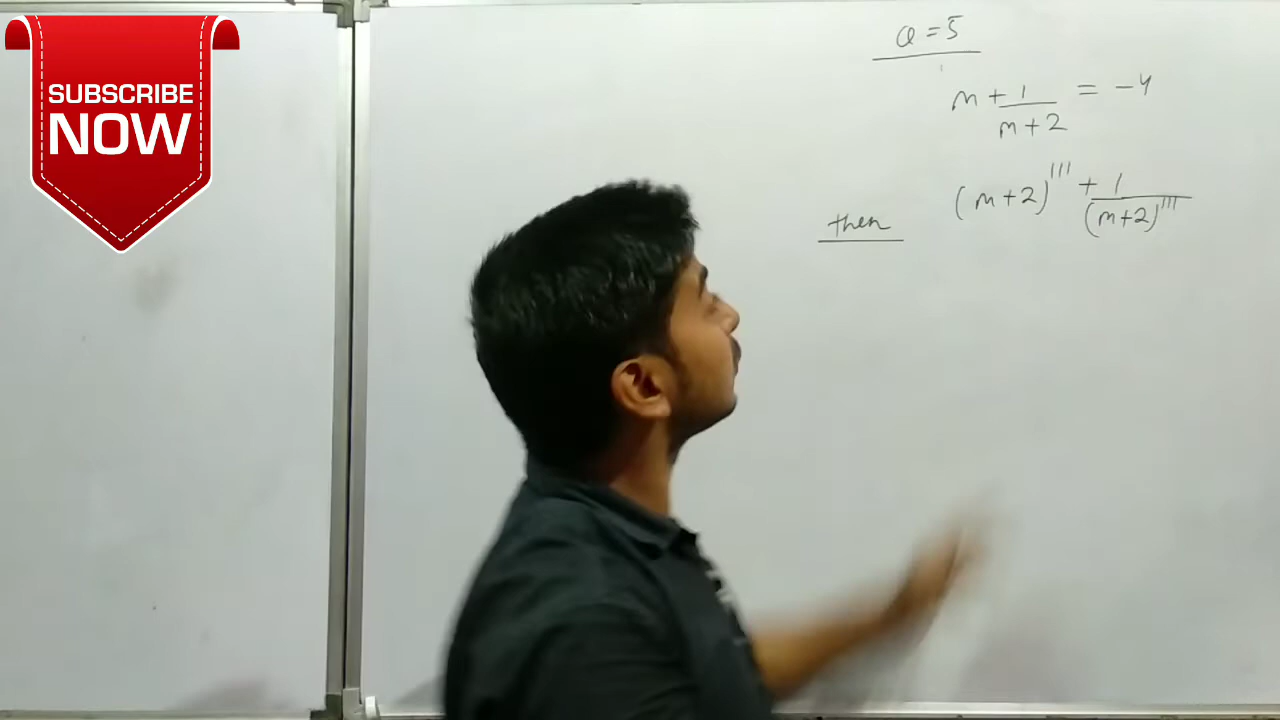 SUBSCRIBE
NOW
Q = 5
m + 1/(m+2) = -4
then (m+2)^111 + 1/(m+2)^111